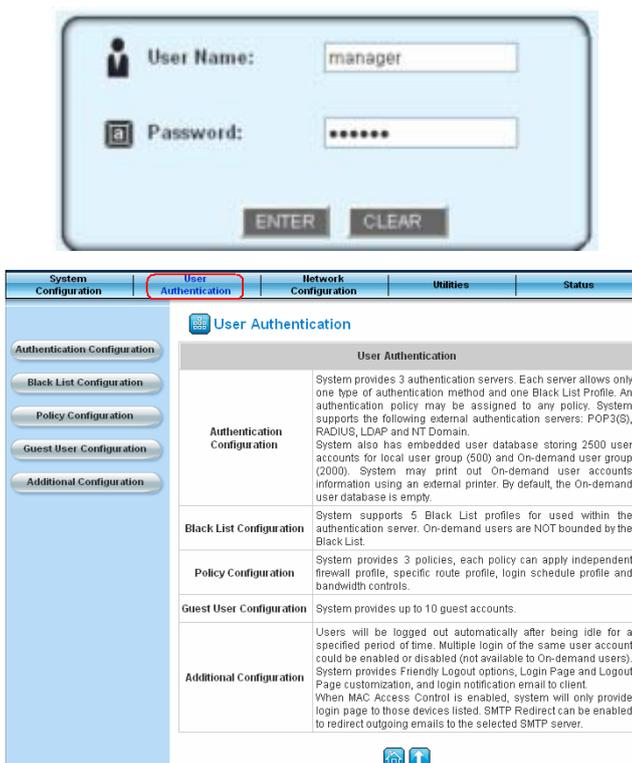 User Name:
manager
Password:
••••••
ENTER
CLEAR
System
Configuration
User
Authentication
Network
Configuration
Utilities
Status
Authentication Configuration
Black List Configuration
Policy Configuration
Guest User Configuration
Additional Configuration
User Authentication
User Authentication
Authentication
Configuration
System provides 3 authentication servers. Each server allows only
one type of authentication method and one Black List Profile. An
authentication policy may be assigned to any policy. System
supports the following external authentication servers: POP3(S),
RADIUS, LDAP and NT Domain.
System also has embedded user database storing 2500 user
accounts for local user group (500) and On-demand user group
(2000). System may print out On-demand user accounts
information using an external printer. By default, the On-demand
user database is empty.
Black List Configuration
System supports 5 Black List profiles for used within the
authentication server. On-demand users are NOT bounded by the
Black List.
Policy Configuration
System provides 3 policies, each policy can apply independent
firewall profile, specific route profile, login schedule profile and
bandwidth controls.
Guest User Configuration
System provides up to 10 guest accounts.
Additional Configuration
Users will be logged out automatically after being idle for a
specified period of time. Multiple login of the same user account
could be enabled or disabled (not available to On-demand users).
System provides Friendly Logout options, Login Page and Logout
Page customization, and login notification email to client.
When MAC Access Control is enabled, system will only provide
login page to those devices listed. SMTP Redirect can be enabled
to redirect outgoing emails to the selected SMTP server.